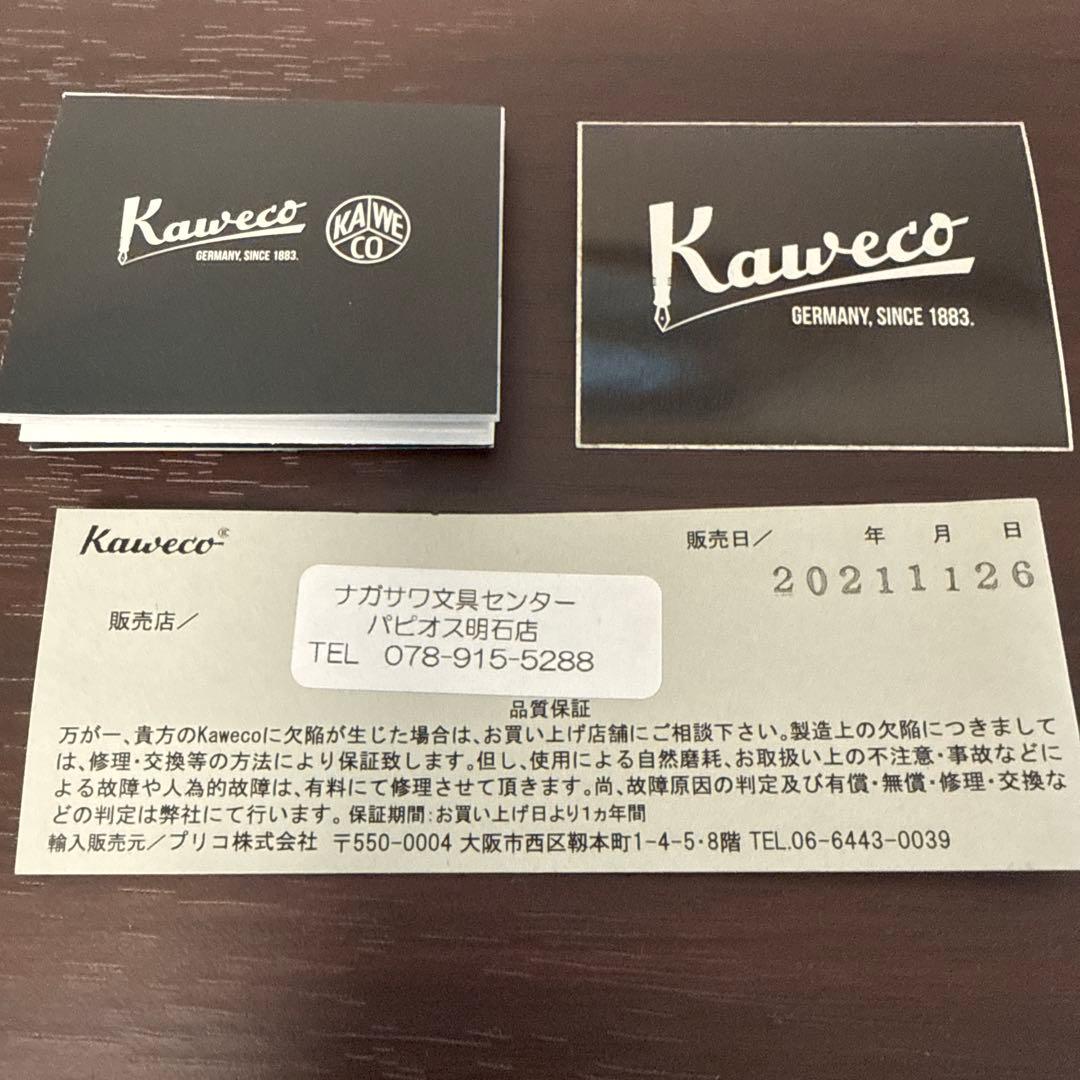 Kaweco
GERMANY, SINCE 1883.
KAWE
CO
Kaweco
GERMANY, SINCE 1883.
Kaweco®
販売日／ 年 月 日
20211126
販売店／
ナガサワ文具センター
パピオス明石店
TEL 078-915-5288
品質保証
万が一、貴方のKawecoに欠陥が生じた場合は、お買い上げ店舗にご相談下さい。製造上の欠陥につきまして
は、修理・交換等の方法により保証致します。但し、使用による自然磨耗、お取扱い上の不注意・事故などに
よる故障や人為的故障は、有料にて修理させて頂きます。尚、故障原因の判定及び有償・無償・修理・交換な
どの判定は弊社にて行います。保証期間：お買い上げ日より1ヵ年間
輸入販売元／プリコ株式会社 〒550-0004 大阪市西区靱本町1-4-5・8階 TEL.06-6443-0039